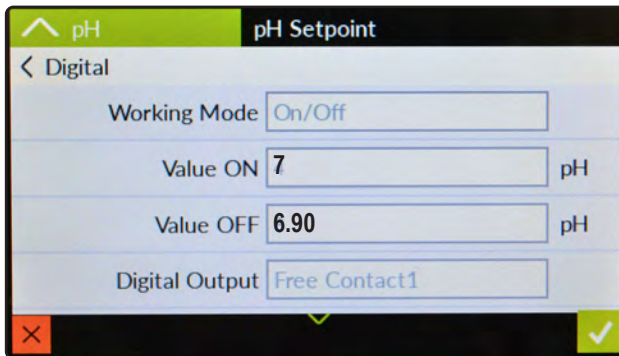 pH
pH Setpoint
Digital
Working Mode On/Off
Value ON 7 pH
Value OFF 6.90 pH
Digital Output Free Contact1